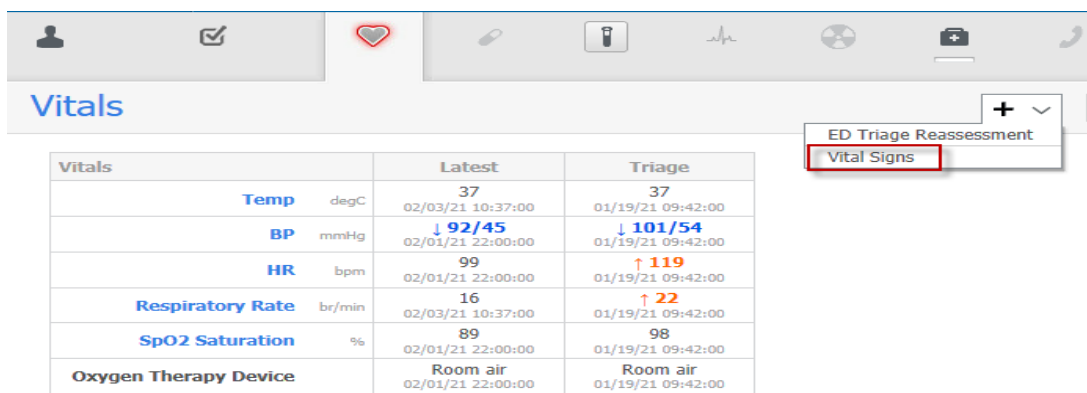 Vitals
ED Triage Reassessment
Vital Signs
Vitals Latest Triage
Temp degC 37 37
02/03/21 10:37:00 01/19/21 09:42:00
BP mmHg ↓ 92/45 ↓ 101/54
02/01/21 22:00:00 01/19/21 09:42:00
HR bpm 99 ↑ 119
02/01/21 22:00:00 01/19/21 09:42:00
Respiratory Rate br/min 16 ↑ 22
02/03/21 10:37:00 01/19/21 09:42:00
SpO2 Saturation % 89 98
02/01/21 22:00:00 01/19/21 09:42:00
Oxygen Therapy Device Room air Room air
02/01/21 22:00:00 01/19/21 09:42:00